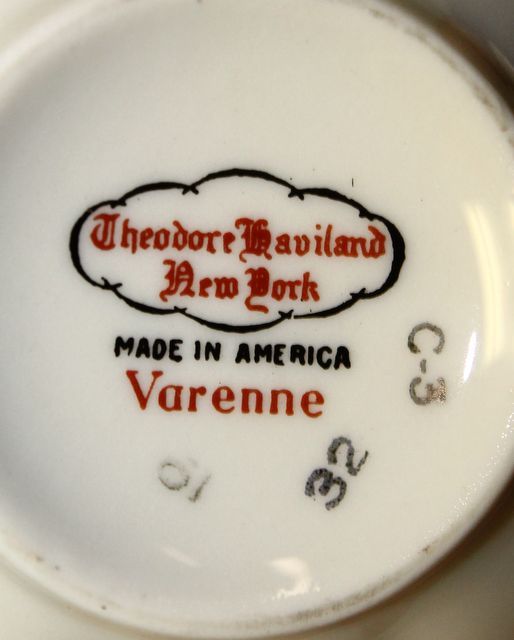 Theodore Haviland
New York
MADE IN AMERICA
Varenne
C-3
32